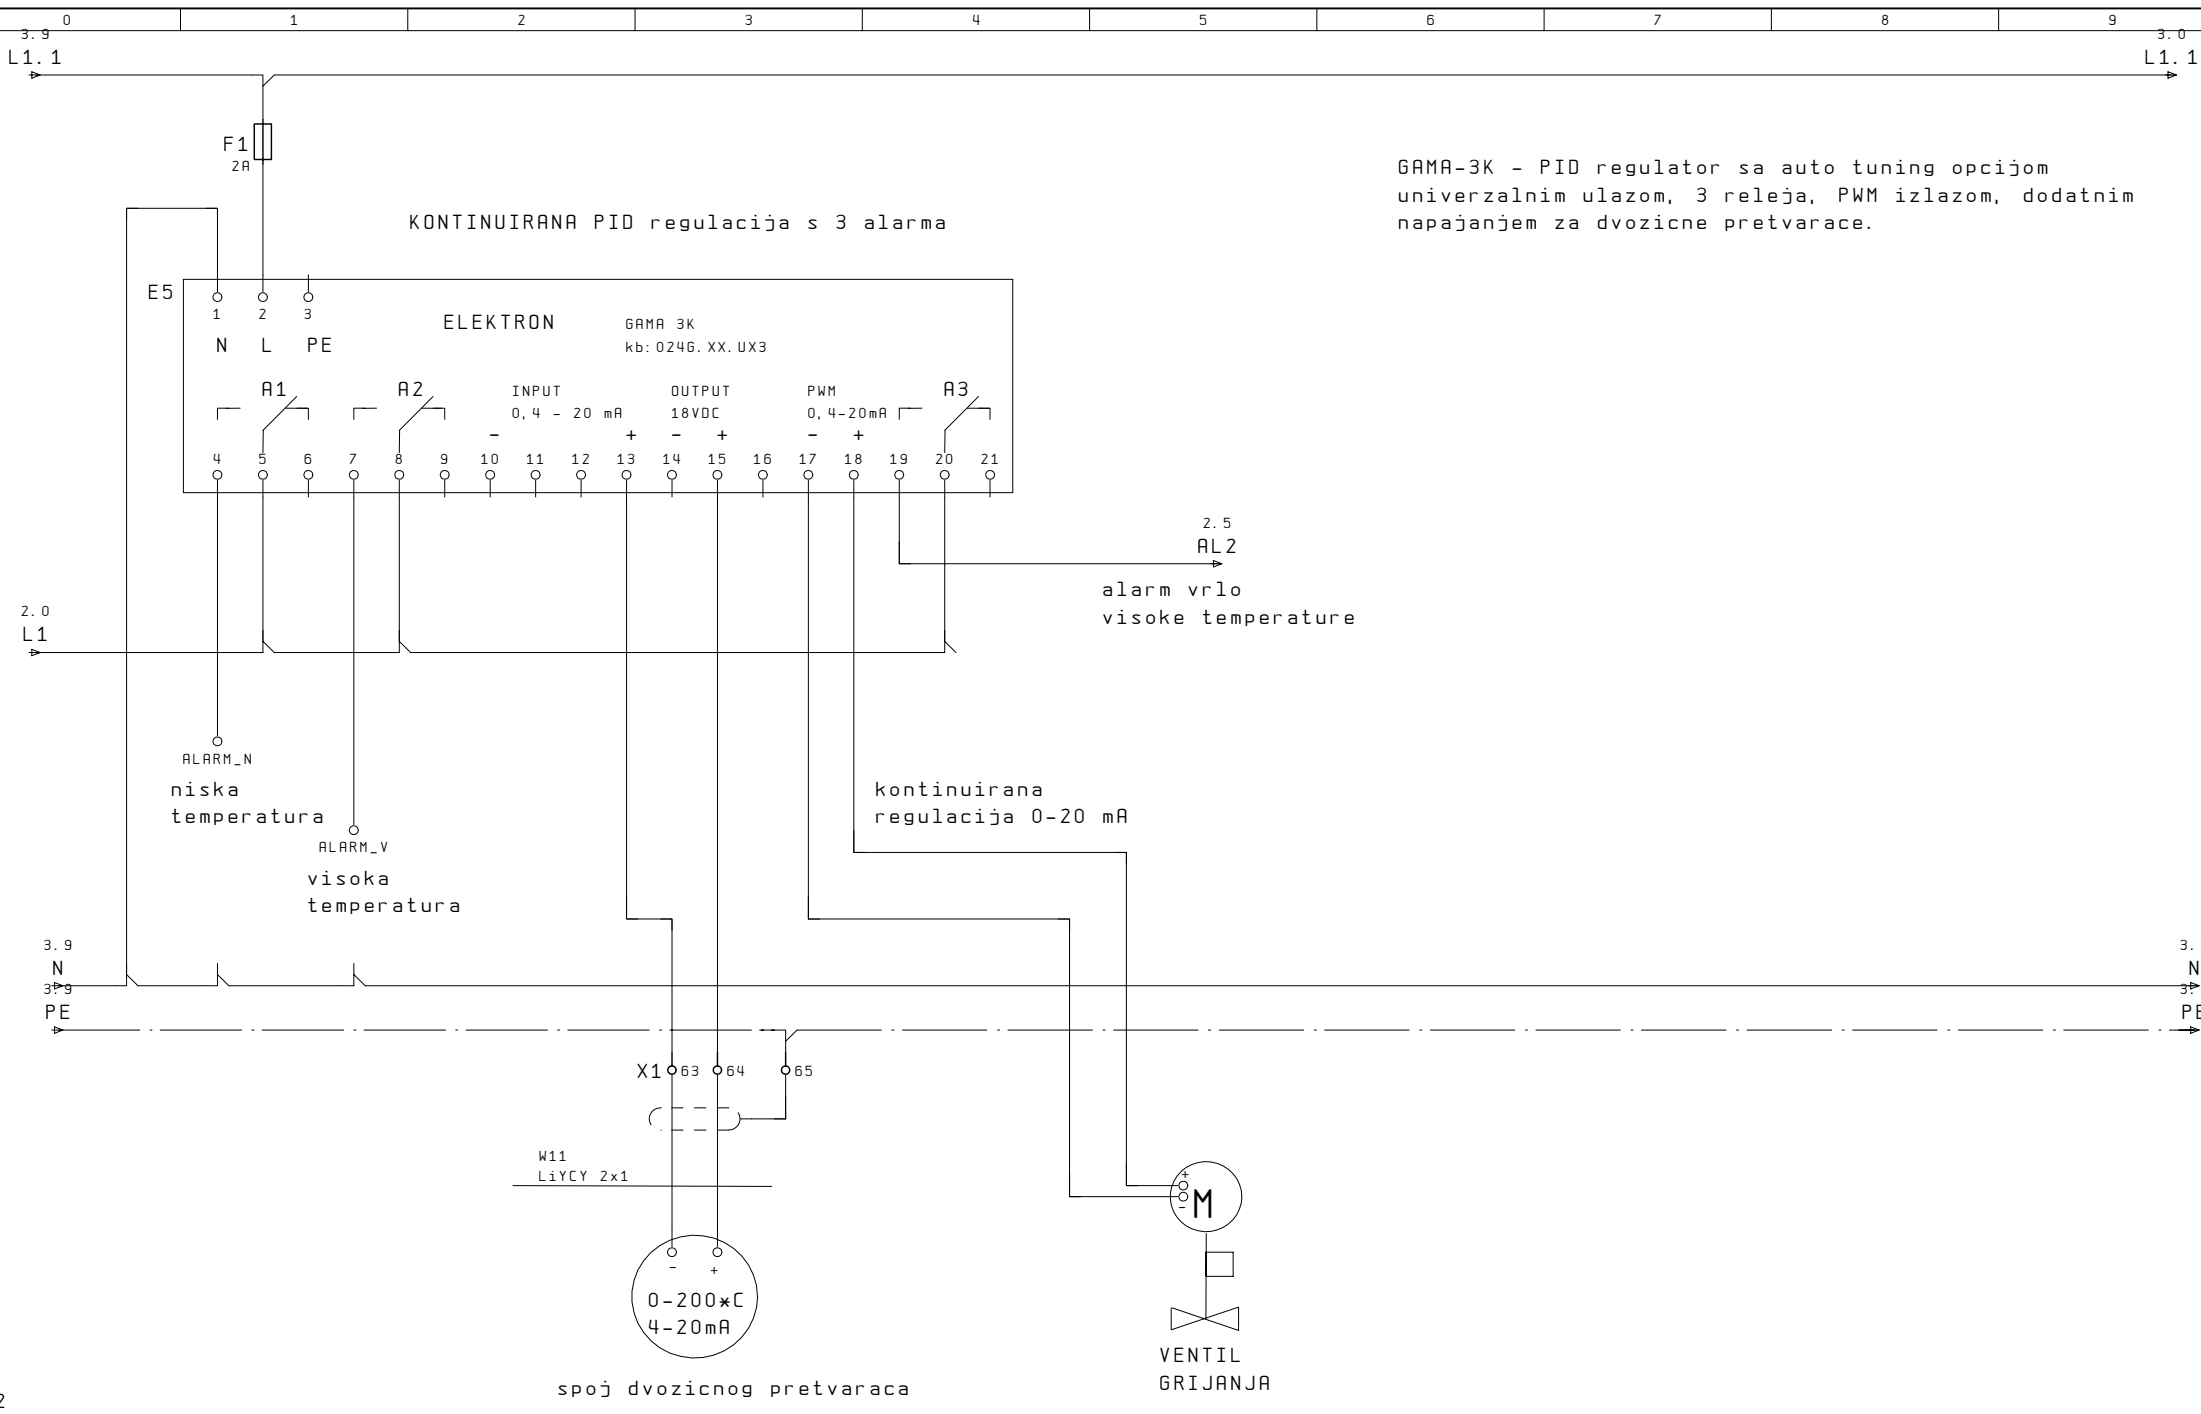 0 1 2 3 4 5 6 7 8 9
3.9
L1.1
3.0
L1.1
F1
2A
GAMA-3K - PID regulator sa auto tuning opcijom
univerzalnim ulazom, 3 releja, PWM izlazom, dodatnim
napajanjem za dvozicne pretvarace.
KONTINUIRANA PID regulacija s 3 alarma
E5
1 2 3
N L PE
ELEKTRON
GAMA 3K
kb:024G.XX.UX3
A1
A2
INPUT
0,4 - 20 mA
- +
OUTPUT
18VDC
- +
PWM
0,4-20mA
- +
A3
4 5 6 7 8 9 10 11 12 13 14 15 16 17 18 19 20 21
2.5
AL2
alarm vrlo
visoke temperature
2.0
L1
ALARM_N
niska
temperatura
ALARM_V
visoka
temperatura
kontinuirana
regulacija 0-20 mA
3.9
N
3.9
PE
3.
N
3.
PE
X1 63 64 65
W11
LiYCY 2x1
- +
0-200*C
4-20mA
spoj dvozicnog pretvaraca
+
M
-
VENTIL
GRIJANJA
2